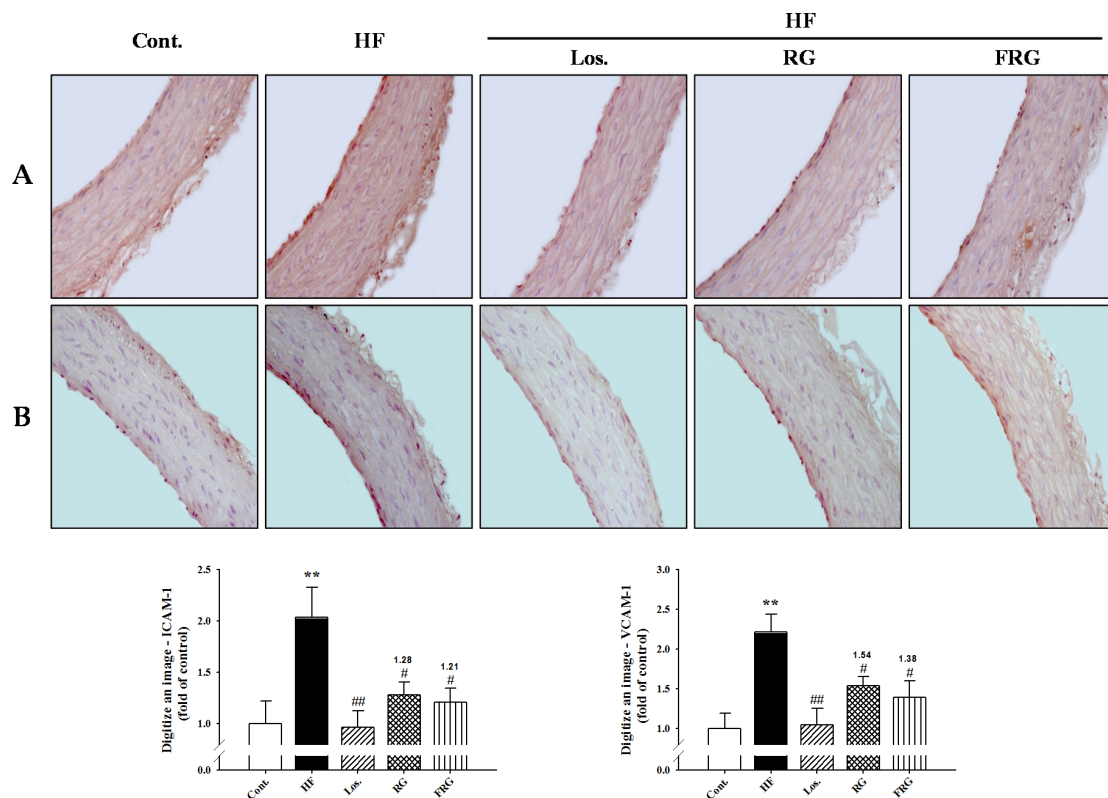 HF
Cont.
HF
Los.
RG
FRG
A
B
Digitize an image - ICAM-1
(fold of control)
2.5
2.0
1.5
1.0
0.0
**
##
1.28
#
1.21
#
Cont.
HF
Los.
RG
FRG
Digitize an image - VCAM-1
(fold of control)
3.0
2.5
2.0
1.5
1.0
0.0
**
##
1.54
#
1.38
#
Cont.
HF
Los.
RG
FRG